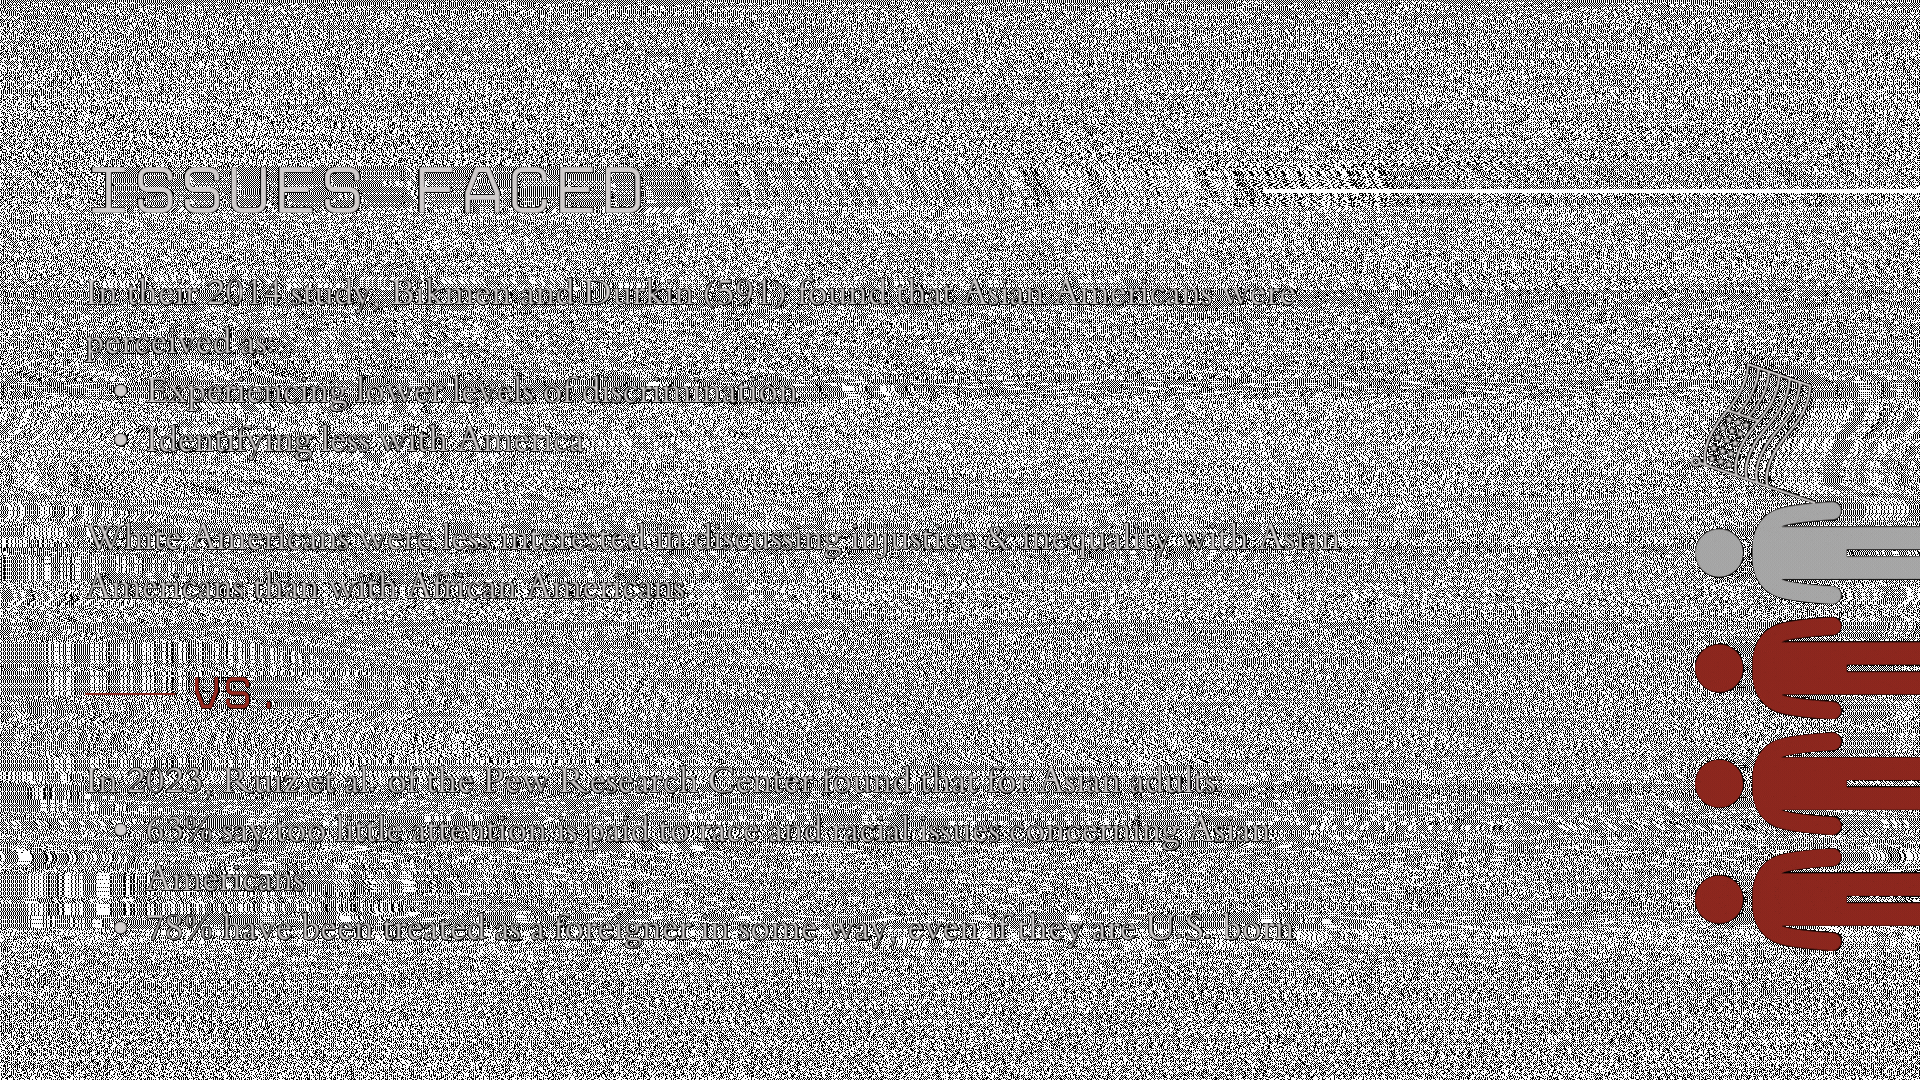 ISSUES FACED
In their 2014 study, Bikmen and Durkin (591) found that Asian Americans were
perceived as:
• Experiencing lower levels of discrimination
• Identifying less with America
White Americans were less interested in discussing injustice & inequality with Asian
Americans than with African Americans
vs.
In 2023, Ruiz et al. of the Pew Research Center found that for Asian adults:
• say too little attention is paid to race and racial issues concerning Asian
Americans
• 78% have been treated as a foreigner in some way, even if they are U.S. born